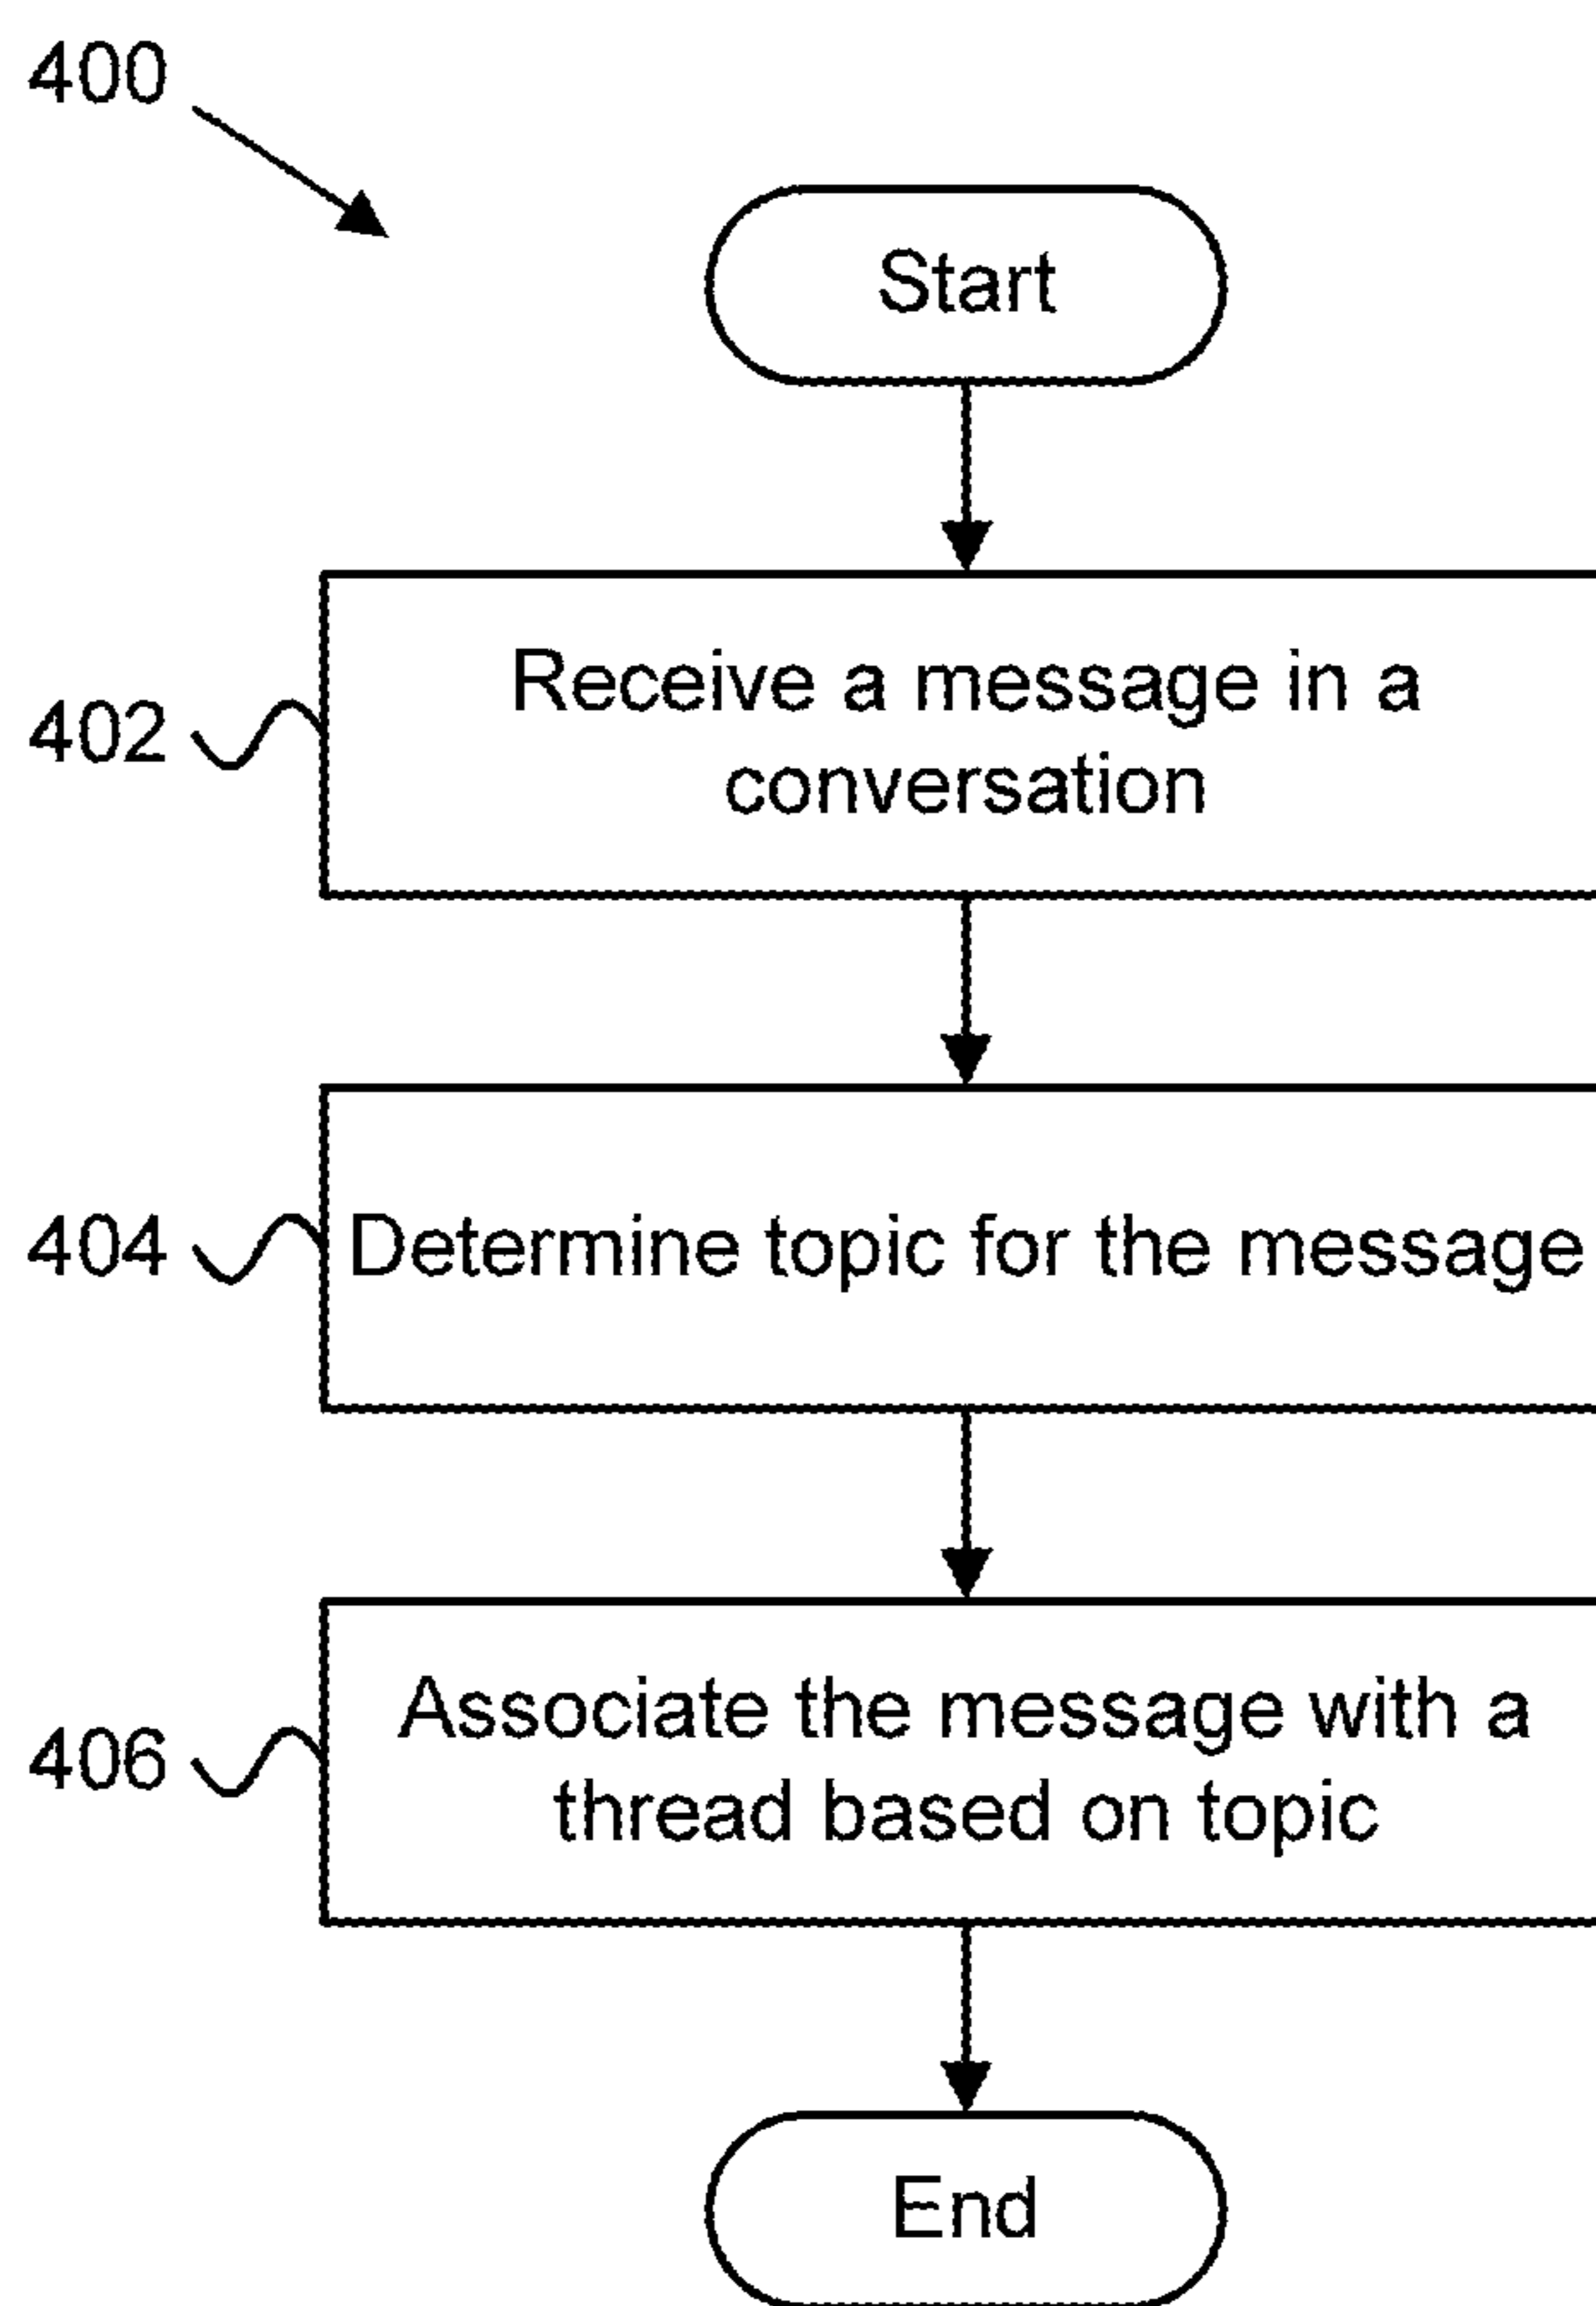 400
Start
402
Receive a message in a
conversation
404
Determine topic for the message
406
Associate the message with a
thread based on topic
End